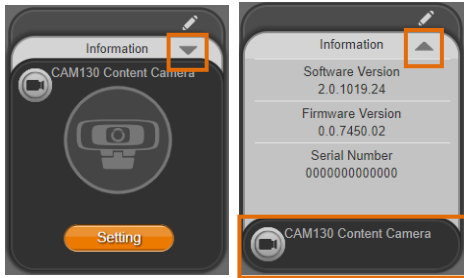 Information
CAM130 Content Camera
Setting
Information
Software Version
2.0.1019.24
Firmware Version
0.0.7450.02
Serial Number
0000000000000
CAM130 Content Camera